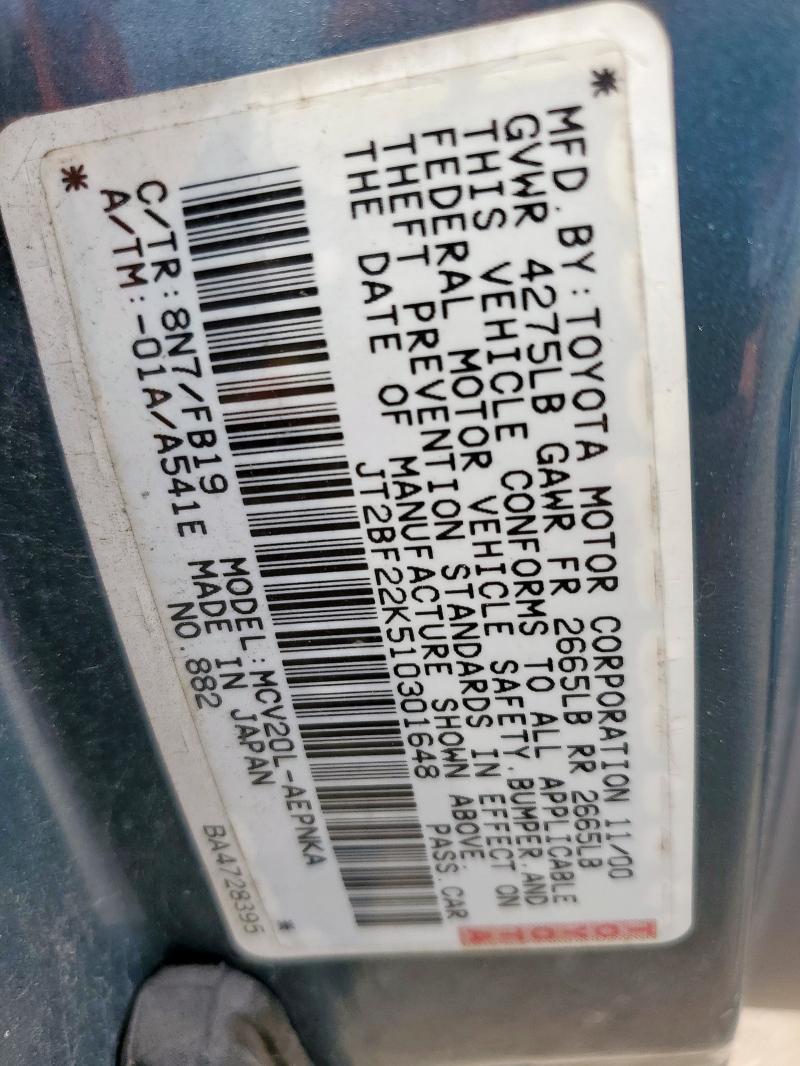 MFD.BY:TOYOTA MOTOR CORPORATION 11/00
GVWR 4275LB GAWR FR 2665LB RR 2665LB
THIS VEHICLE CONFORMS TO ALL APPLICABLE
FEDERAL MOTOR VEHICLE SAFETY,BUMPER,AND
THEFT PREVENTION STANDARDS IN EFFECT ON
THE DATE OF MANUFACTURE SHOWN ABOVE.
JT2BF22K510301648 PASS.CAR
C/TR:8N7/FB19 MODEL:MCV20L-AEPNKA
A/TM:-01A/A541E MADE IN JAPAN
NO.882
BA4728395
TOYOTA